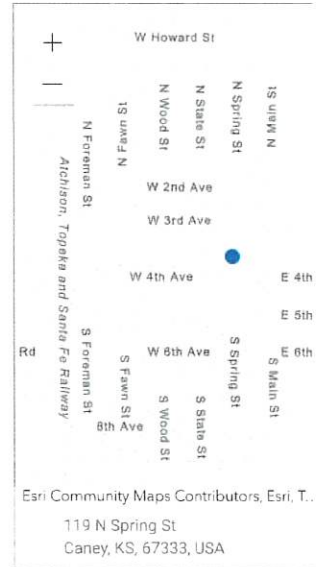 W Howard St
N Foreman St
N Fawn St
N Wood St
N State St
N Spring St
N Main St
Atchison, Topeka and Santa Fe Railway
W 2nd Ave
W 3rd Ave
W 4th Ave
E 4th
E 5th
Rd
W 6th Ave
E 6th
S Foreman St
S Fawn St
S Wood St
S State St
S Spring St
S Main St
8th Ave
Esri Community Maps Contributors, Esri, T..
119 N Spring St
Caney, KS, 67333, USA